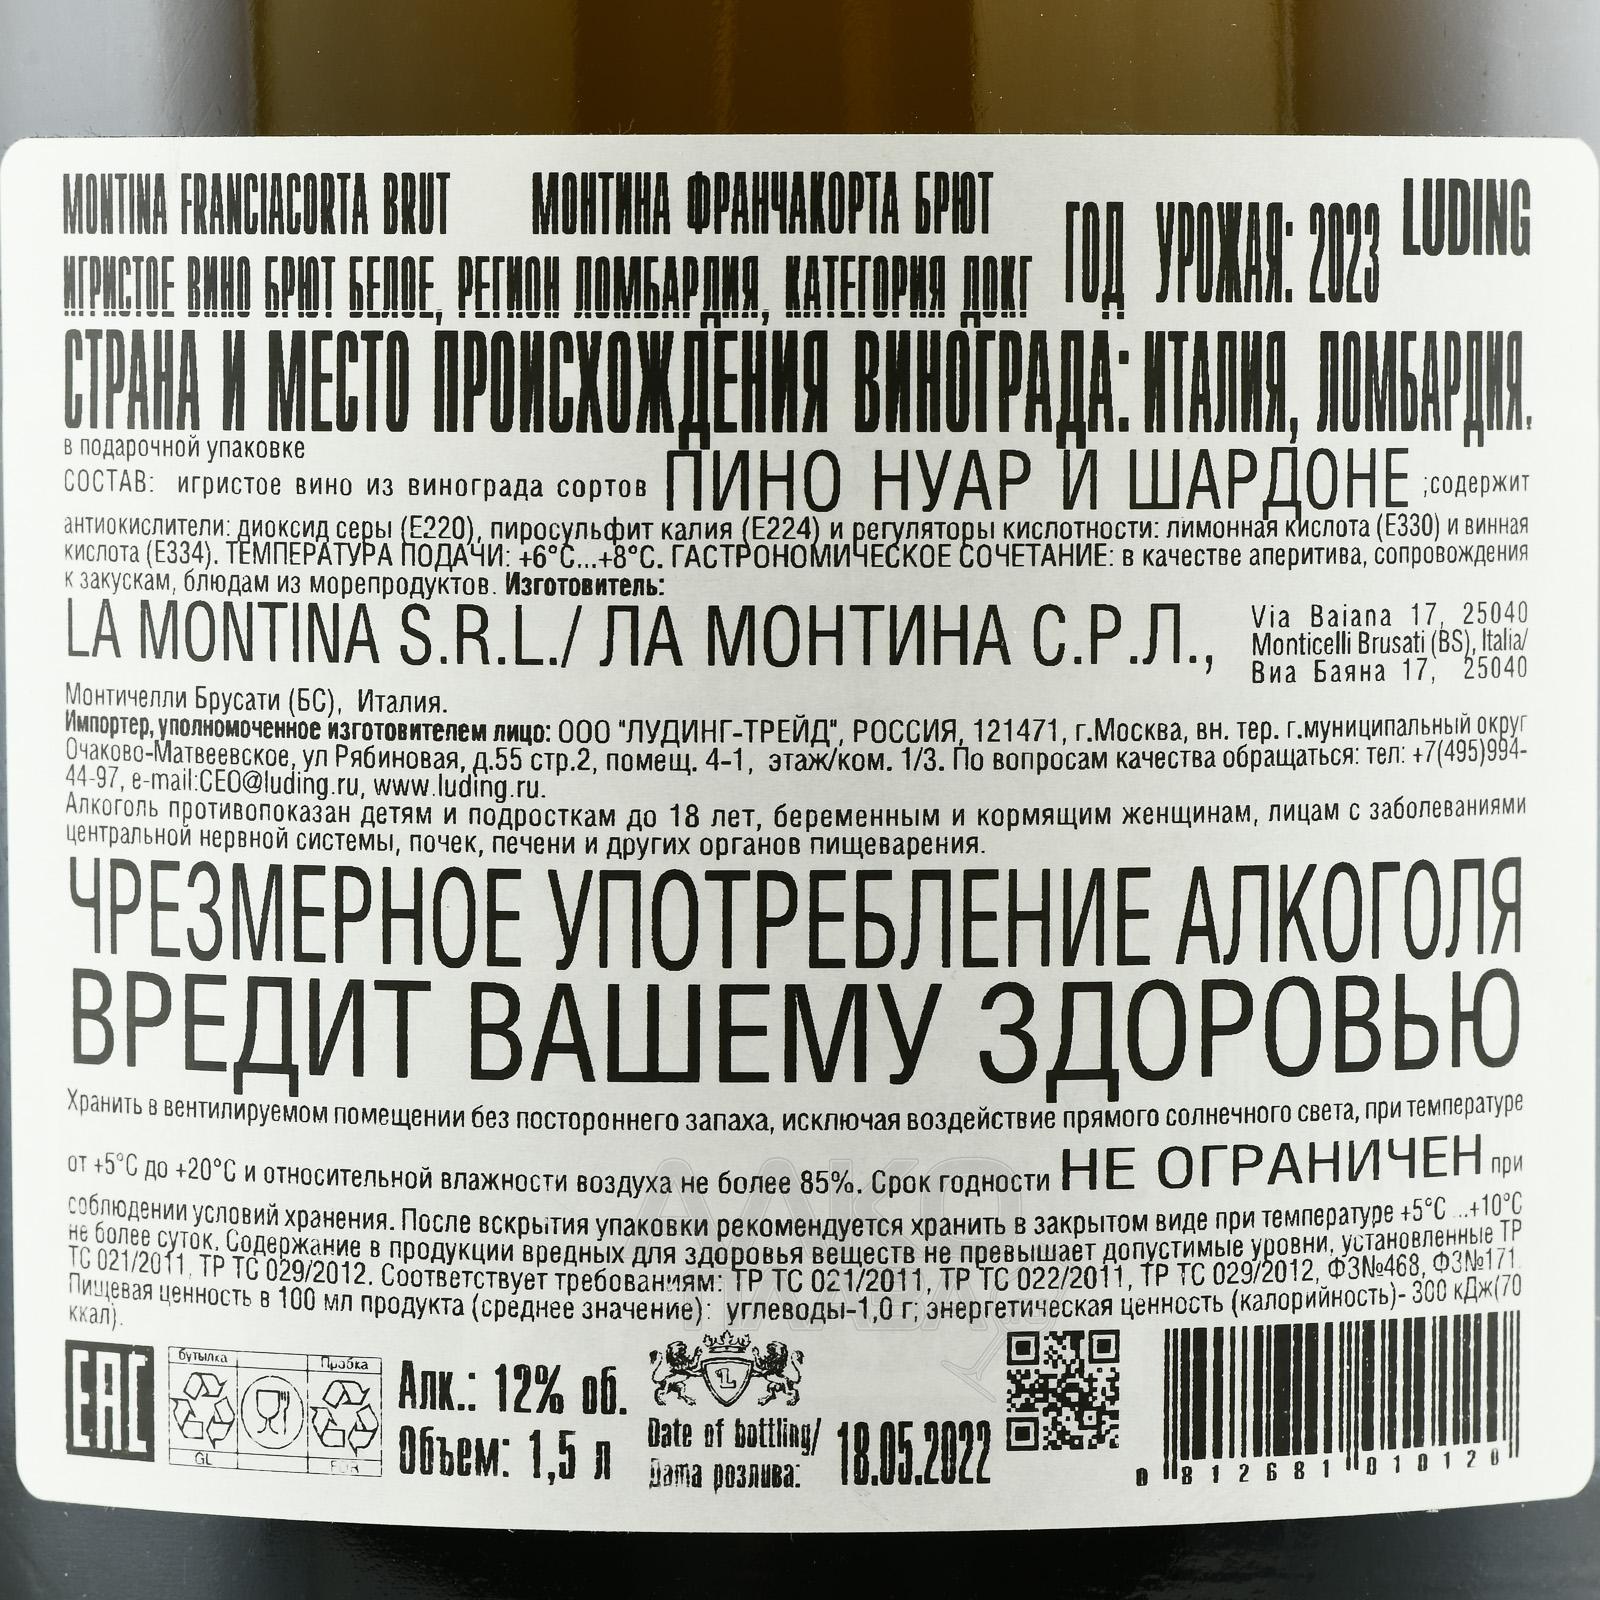 MONTINA FRANCIACORTA BRUT МОНТИНА ФРАНЧАКОРТА БРЮТ
LUDING
ИГРИСТОЕ ВИНО БРЮТ БЕЛОЕ, РЕГИОН ЛОМБАРДИЯ, КАТЕГОРИЯ ДОКГ
ГОД УРОЖАЯ: 2023
СТРАНА И МЕСТО ПРОИСХОЖДЕНИЯ ВИНОГРАДА: ИТАЛИЯ, ЛОМБАРДИЯ.
в подарочной упаковке
СОСТАВ: игристое вино из винограда сортов ПИНО НУАР И ШАРДОНЕ ;содержит
антиокислители: диоксид серы (Е220), пиросульфит калия (Е224) и регуляторы кислотности: лимонная кислота (Е330) и винная
кислота (Е334). ТЕМПЕРАТУРА ПОДАЧИ: +6°С...+8°С. ГАСТРОНОМИЧЕСКОЕ СОЧЕТАНИЕ: в качестве аперитива, сопровождения
к закускам, блюдам из морепродуктов. Изготовитель:
LA MONTINA S.R.L./ ЛА МОНТИНА С.Р.Л.,
Via Baiana 17, 25040
Monticelli Brusati (BS), Italia/
Виа Баяна 17, 25040
Монтичелли Брусати (БС), Италия.
Импортер, уполномоченное изготовителем лицо: ООО "ЛУДИНГ-ТРЕЙД", РОССИЯ, 121471, г.Москва, вн. тер. г.муниципальный округ
Очаково-Матвеевское, ул Рябиновая, д.55 стр.2, помещ. 4-1, этаж/ком. 1/3. По вопросам качества обращаться: тел: +7(495)994-
44-97, e-mail:CEO@luding.ru, www.luding.ru.
Алкоголь противопоказан детям и подросткам до 18 лет, беременным и кормящим женщинам, лицам с заболеваниями
центральной нервной системы, почек, печени и других органов пищеварения.
ЧРЕЗМЕРНОЕ УПОТРЕБЛЕНИЕ АЛКОГОЛЯ
ВРЕДИТ ВАШЕМУ ЗДОРОВЬЮ
Хранить в вентилируемом помещении без постороннего запаха, исключая воздействие прямого солнечного света, при температуре
от +5°С до +20°С и относительной влажности воздуха не более 85%. Срок годности НЕ ОГРАНИЧЕН при
соблюдении условий хранения. После вскрытия упаковки рекомендуется хранить в закрытом виде при температуре +5°С ...+10°С
не более суток. Содержание в продукции вредных для здоровья веществ не превышает допустимые уровни, установленные ТР
ТС 021/2011, ТР ТС 029/2012. Соответствует требованиям: ТР ТС 021/2011, ТР ТС 022/2011, ТР ТС 029/2012, ФЗ№468, ФЗ№171.
Пищевая ценность в 100 мл продукта (среднее значение): углеводы-1,0 г; энергетическая ценность (калорийность)- 300 кДж(70
ккал).
EAC
бутылка
Пробка
GL
FOR
Алк.: 12% об.
Объем: 1,5 л
L
Date of bottling/
Дата розлива:
18.05.2022
0 812681 010120
АЛКО